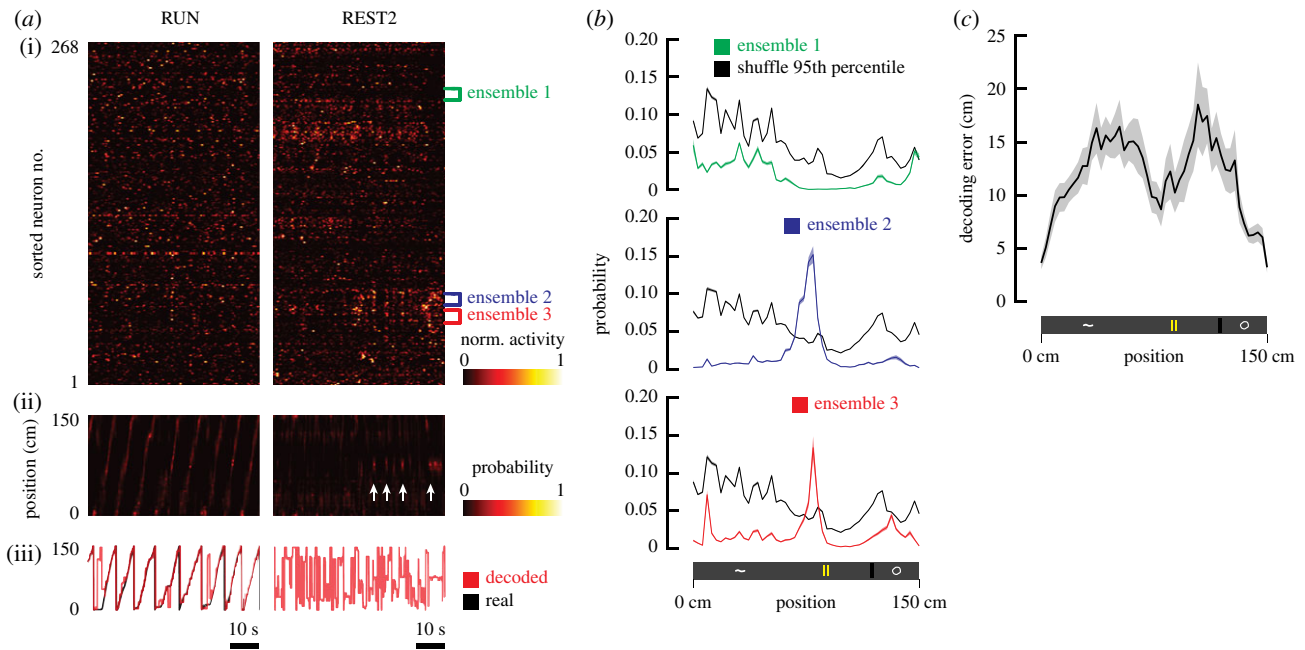 (a)
RUN
REST2
(i)
268
sorted neuron no.
1
ensemble 1
ensemble 2
ensemble 3
norm. activity
0 1
(ii)
150
position (cm)
0
probability
0 1
(iii)
150
0
decoded
real
10 s
10 s
(b)
0.20
0.15
0.10
0.05
0
ensemble 1
shuffle 95th percentile
probability
0.20
0.15
0.10
0.05
0
ensemble 2
0.20
0.15
0.10
0.05
0
ensemble 3
~
0 cm position 150 cm
(c)
25
20
15
10
5
0
decoding error (cm)
~
0 cm position 150 cm